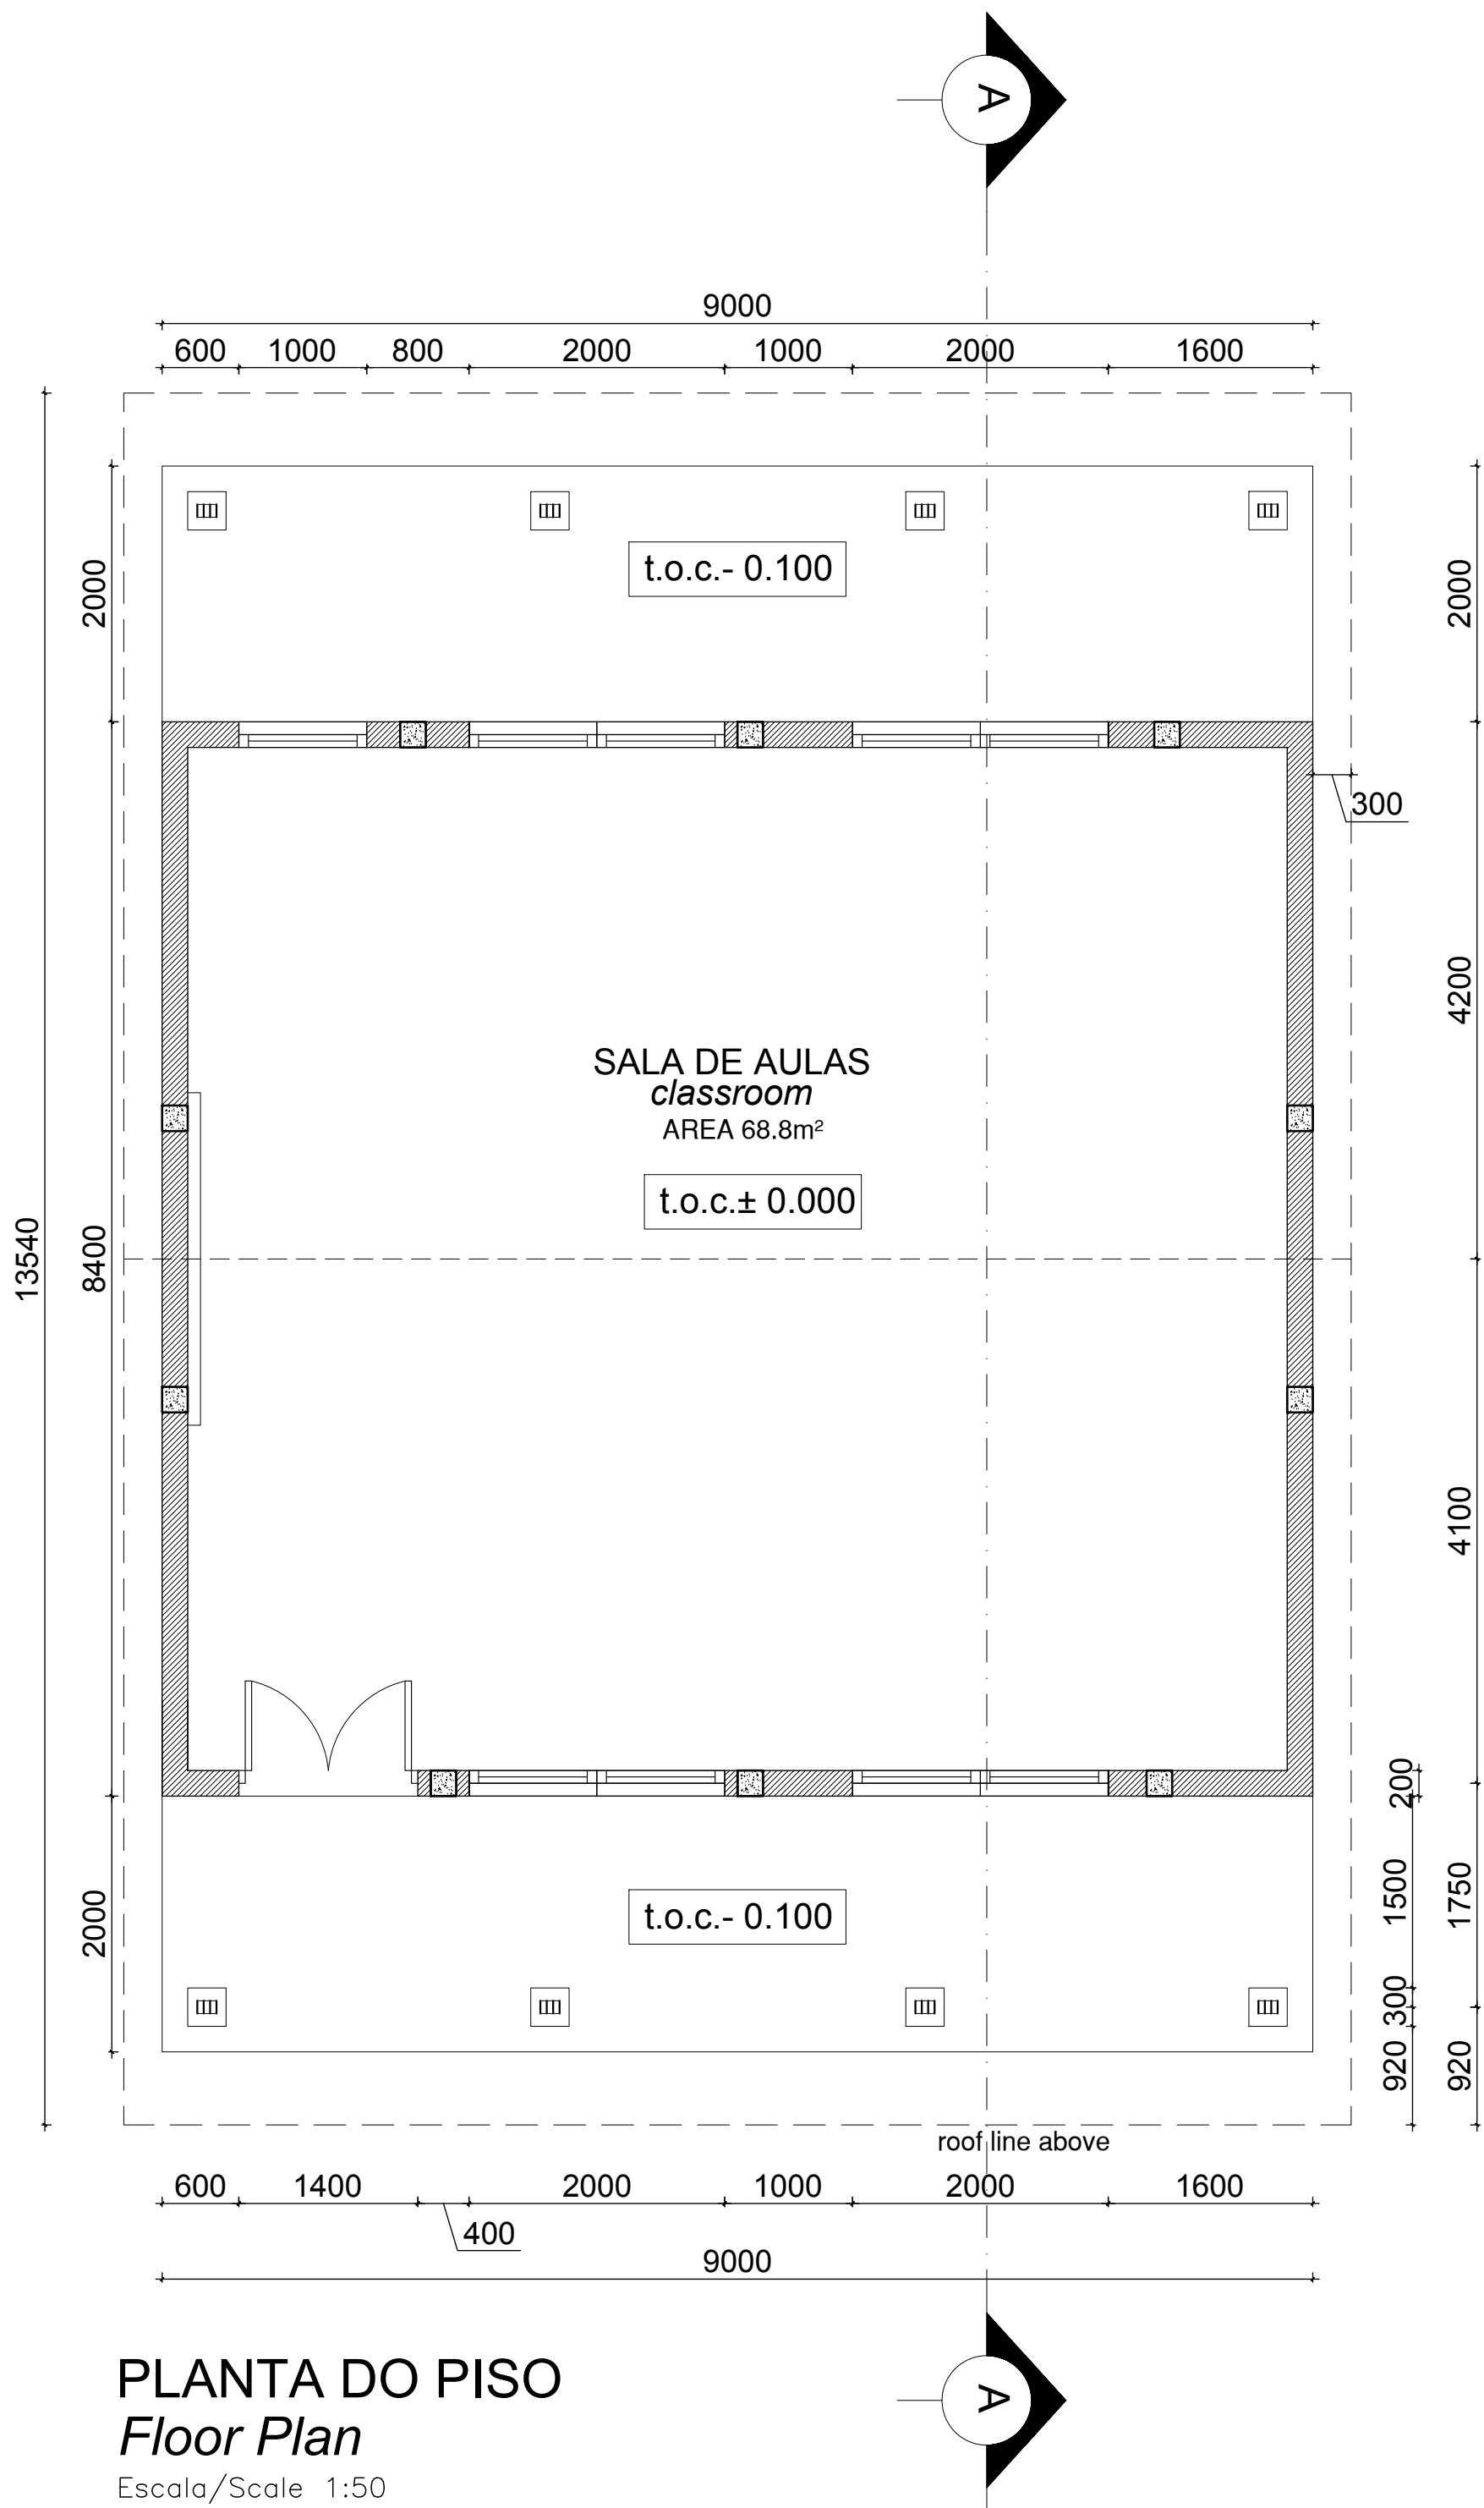 A
9000
600 1000 800 2000 1000 2000 1600
t.o.c.- 0.100
2000
2000
300
4200
SALA DE AULAS
classroom
AREA 68.8m²
t.o.c.± 0.000
13540
8400
4100
200
t.o.c.- 0.100
2000
1500
1750
300
920
920
roof line above
600 1400 2000 1000 2000 1600
400
9000
PLANTA DO PISO
Floor Plan
Escala/Scale 1:50
A